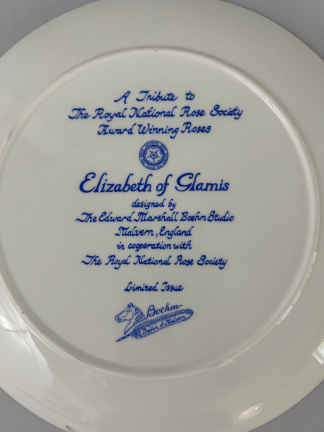 A Tribute to
The Royal National Rose Society
Award Winning Roses
Elizabeth of Glamis
designed by
The Edward Marshall Boehm Studio
Malvern, England
in cooperation with
The Royal National Rose Society
Limited Issue
Boehm